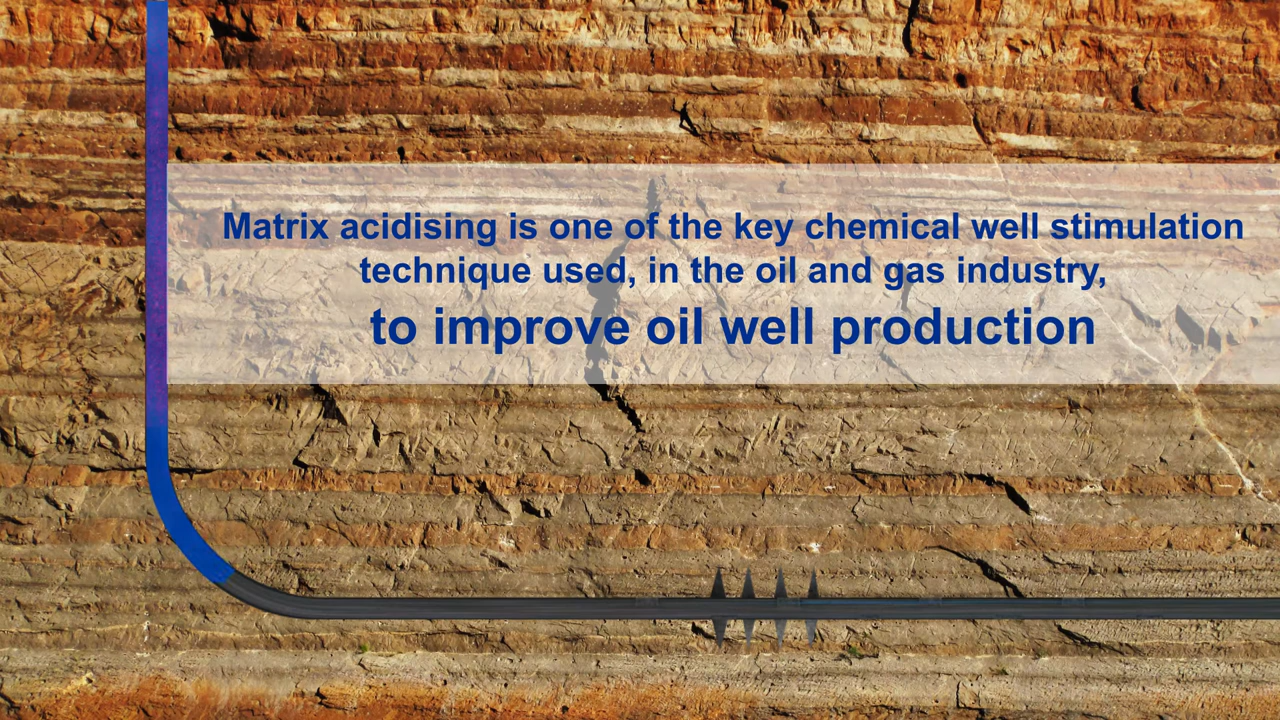 Matrix acidising is one of the key chemical well stimulation
technique used, in the oil and gas industry,
to improve oil well production